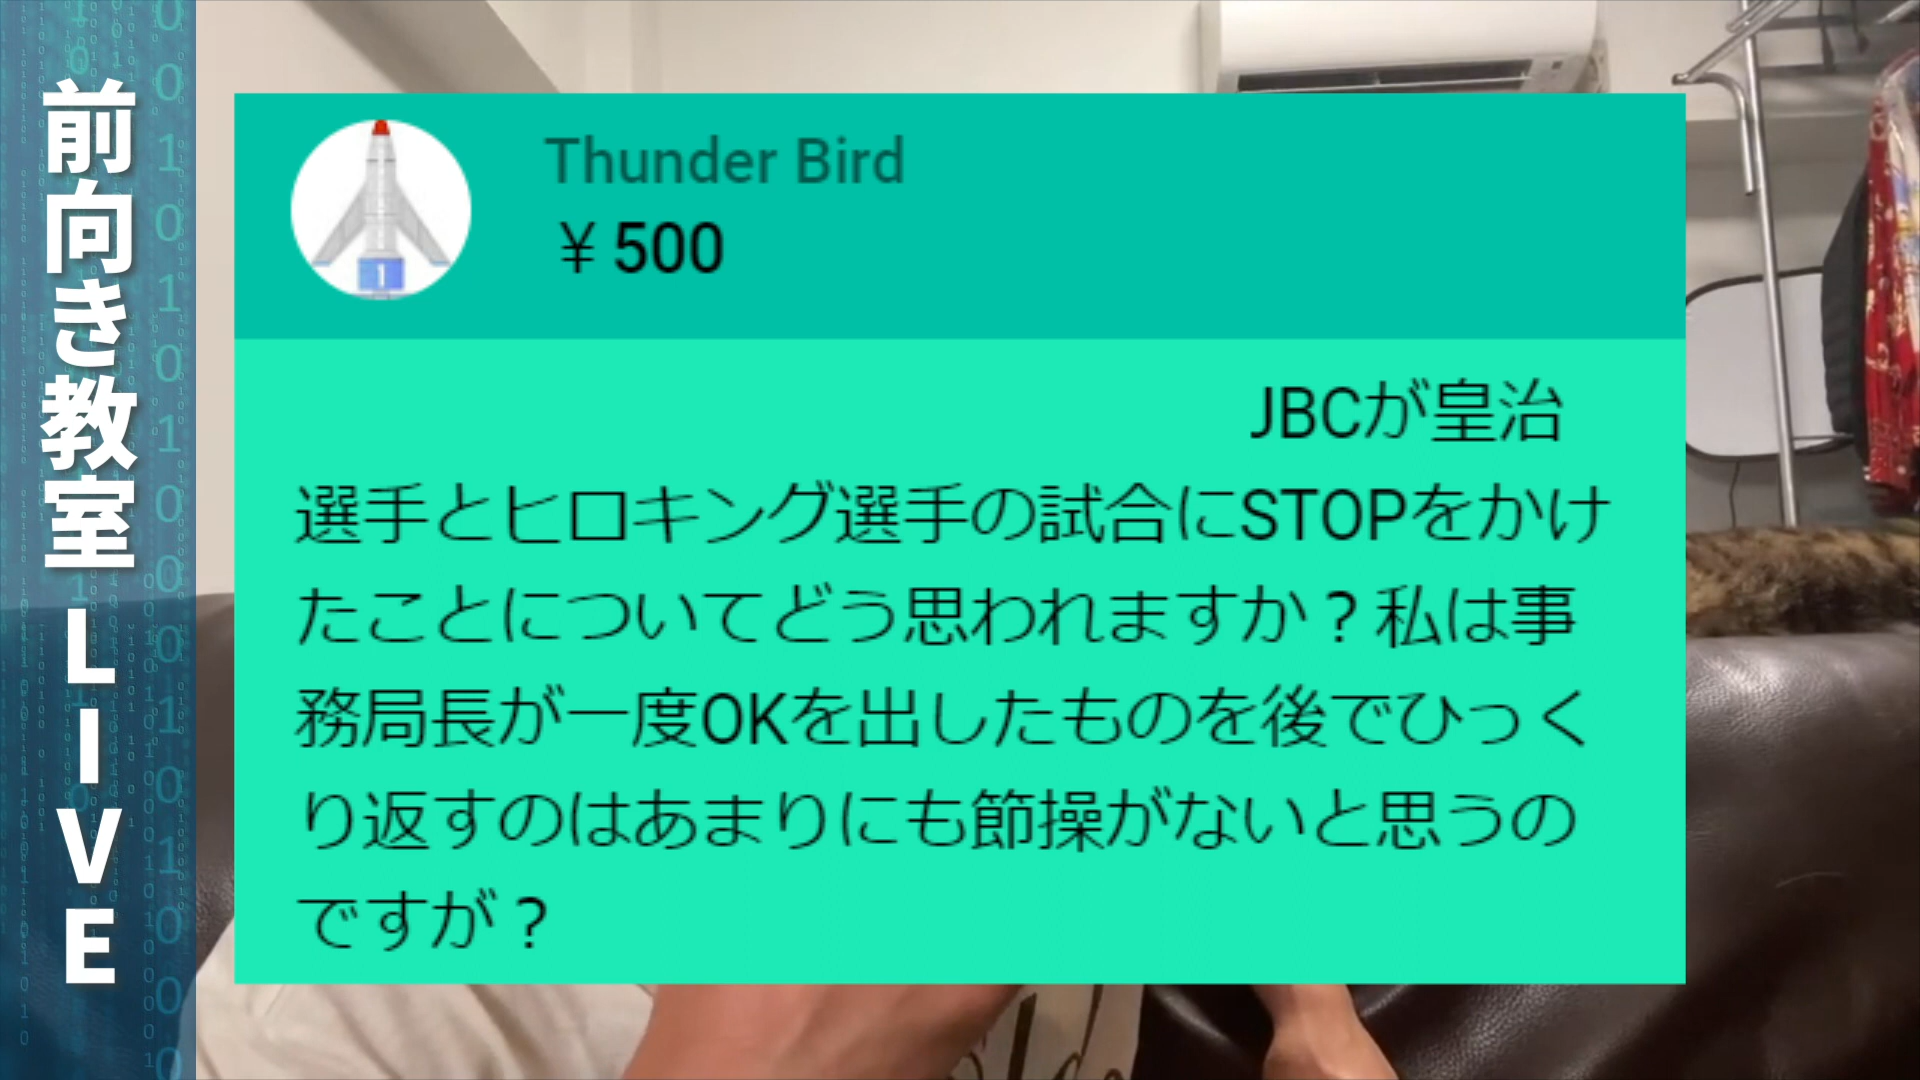 前向き教室LIVE
Thunder Bird
￥500
JBCが皇治
選手とヒロキング選手の試合にSTOPをかけ
たことについてどう思われますか？私は事
務局長が一度OKを出したものを後でひっく
り返すのはあまりにも節操がないと思うの
ですが？
1